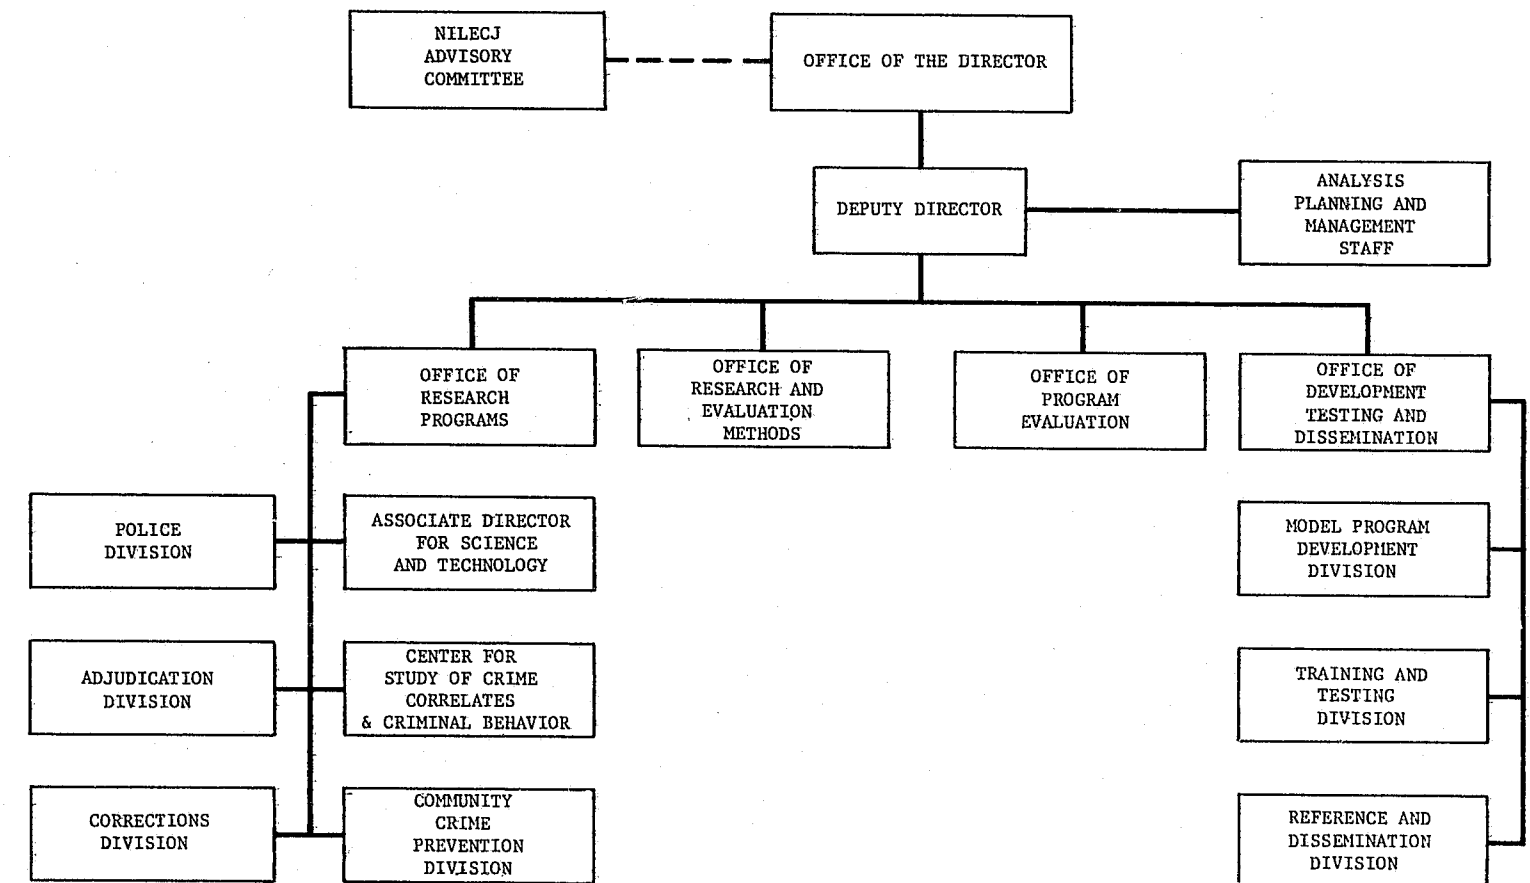 NILECJ
ADVISORY
COMMITTEE
OFFICE OF THE DIRECTOR
DEPUTY DIRECTOR
ANALYSIS
PLANNING AND
MANAGEMENT
STAFF
OFFICE OF
RESEARCH
PROGRAMS
OFFICE OF
RESEARCH AND
EVALUATION
METHODS
OFFICE OF
PROGRAM
EVALUATION
OFFICE OF
DEVELOPMENT
TESTING AND
DISSEMINATION
POLICE
DIVISION
ASSOCIATE DIRECTOR
FOR SCIENCE
AND TECHNOLOGY
MODEL PROGRAM
DEVELOPMENT
DIVISION
ADJUDICATION
DIVISION
CENTER FOR
STUDY OF CRIME
CORRELATES
& CRIMINAL BEHAVIOR
TRAINING AND
TESTING
DIVISION
CORRECTIONS
DIVISION
COMMUNITY
CRIME
PREVENTION
DIVISION
REFERENCE AND
DISSEMINATION
DIVISION